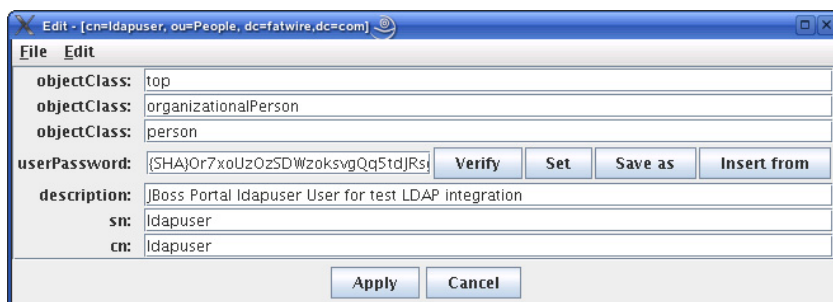 Edit - [cn=ldapuser, ou=People, dc=fatwire,dc=com]
File Edit
objectClass: top
objectClass: organizationalPerson
objectClass: person
userPassword: {SHA}Or7xoUzOzSDWzoksvgQq5tdJRs Verify Set Save as Insert from
description: JBoss Portal ldapuser User for test LDAP integration
sn: ldapuser
cn: ldapuser
Apply Cancel